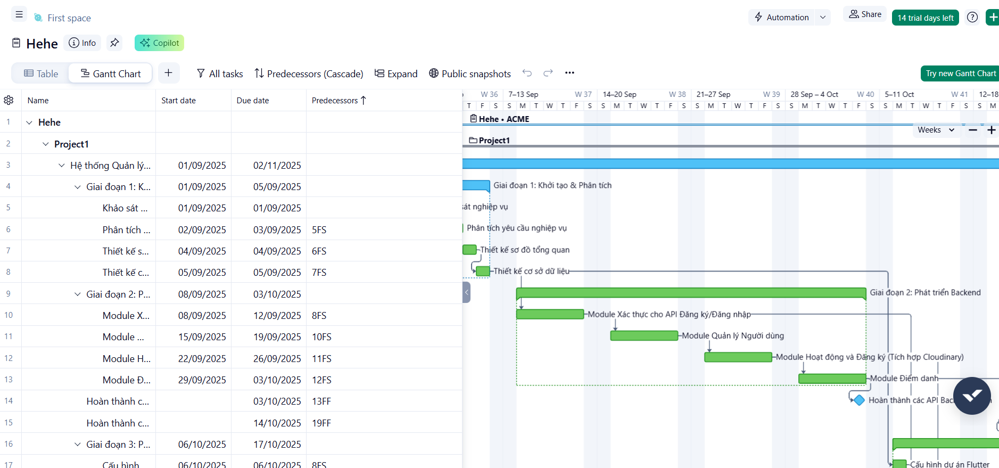 First space
Automation
Share
14 trial days left
Hehe
Info
Copilot
Table
Gantt Chart
All tasks
Predecessors (Cascade)
Expand
Public snapshots
Try new Gantt Chart
Name Start date Due date Predecessors
W 36 7–13 Sep W 37 14–20 Sep W 38 21–27 Sep W 39 28 Sep – 4 Oct W 40 5–11 Oct W 41 12–18
T F S S M T W T F S S M T W T F S S M T W T F S S M T W T F S S M T W T F S S M
1 Hehe
2 Project1
3 Hệ thống Quản lý... 01/09/2025 02/11/2025
4 Giai đoạn 1: K... 01/09/2025 05/09/2025
5 Khảo sát ... 01/09/2025 01/09/2025
6 Phân tích ... 02/09/2025 03/09/2025 5FS
7 Thiết kế s... 04/09/2025 04/09/2025 6FS
8 Thiết kế c... 05/09/2025 05/09/2025 7FS
9 Giai đoạn 2: P... 08/09/2025 03/10/2025
10 Module X... 08/09/2025 12/09/2025 8FS
11 Module ... 15/09/2025 19/09/2025 10FS
12 Module H... 22/09/2025 26/09/2025 11FS
13 Module Đ... 29/09/2025 03/10/2025 12FS
14 Hoàn thành c... 03/10/2025 13FF
15 Hoàn thành c... 14/10/2025 19FF
16 Giai đoạn 3: P... 06/10/2025 17/10/2025
17 Cấu hình 06/10/2025 06/10/2025 8FS
Hehe • ACME
Weeks
Project1
Giai đoạn 1: Khởi tạo & Phân tích
sát nghiệp vụ
Phân tích yêu cầu nghiệp vụ
Thiết kế sơ đồ tổng quan
Thiết kế cơ sở dữ liệu
Giai đoạn 2: Phát triển Backend
Module Xác thực cho API Đăng ký/Đăng nhập
Module Quản lý Người dùng
Module Hoạt động và Đăng ký (Tích hợp Cloudinary)
Module Điểm danh
Hoàn thành các API
Cấu hình dự án Flutter